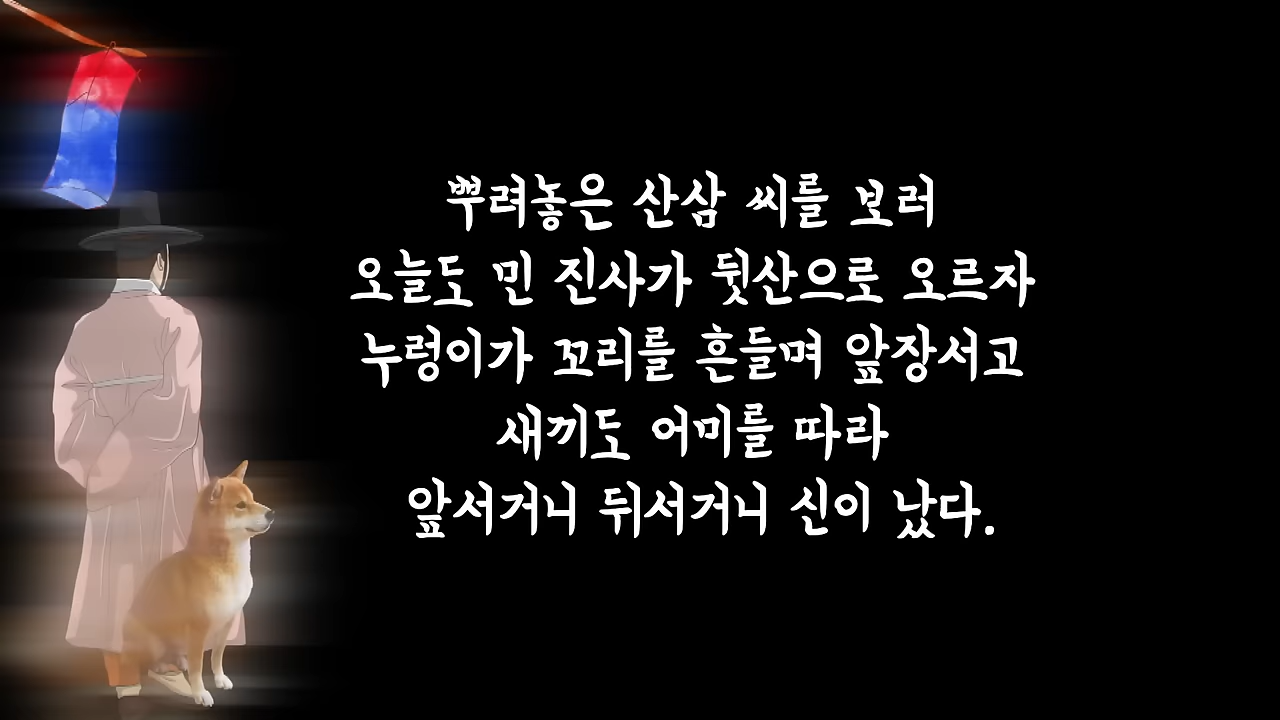 뿌려놓은 산삼 씨를 보러
오늘도 민 진사가 뒷산으로 오르자
누렁이가 꼬리를 흔들며 앞장서고
새끼도 어미를 따라
앞서거니 뒤서거니 신이 났다.